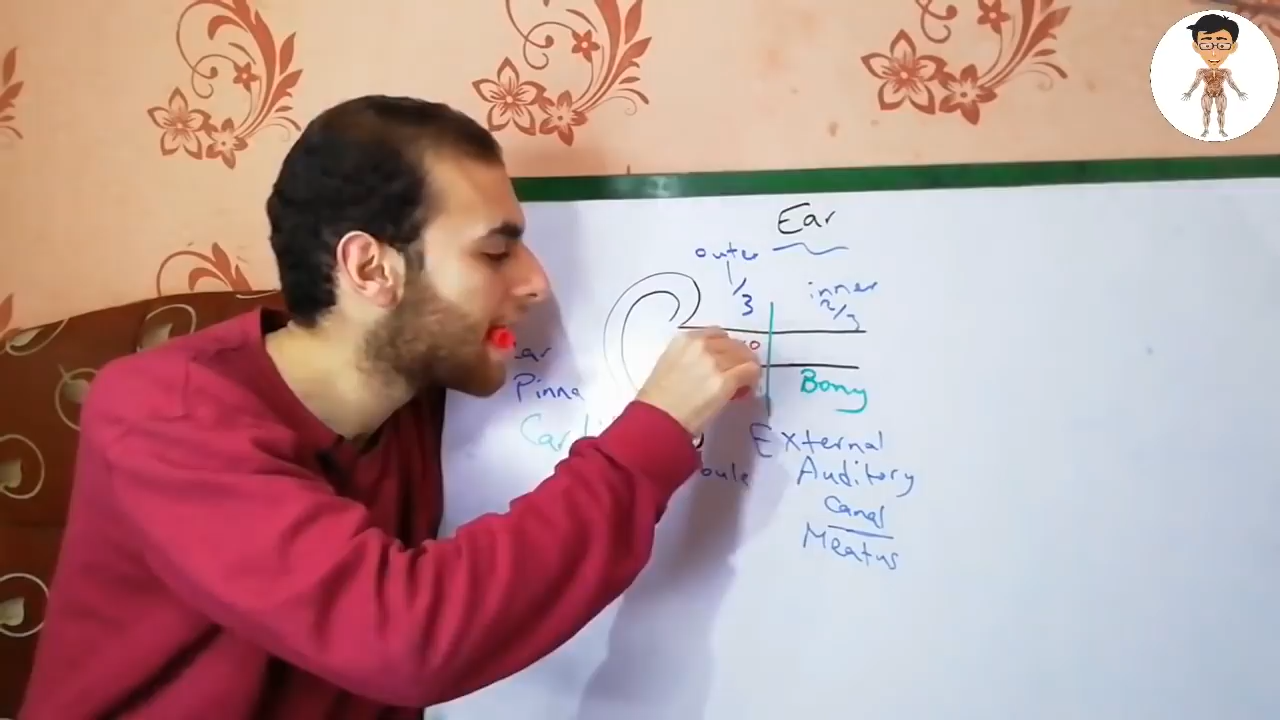 Ear
outer
1/3
inner
2/3
Pinna
Bony
External
Auditory
Canal
Meatus